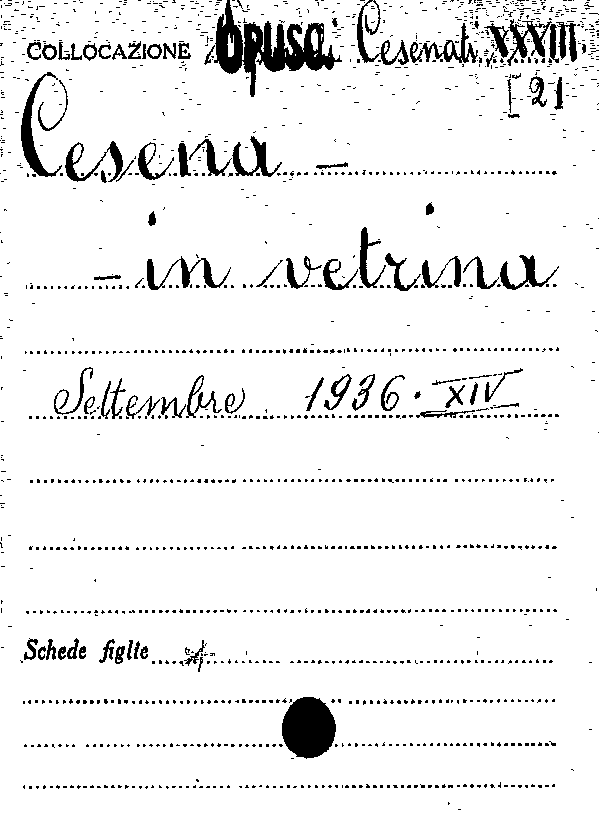 COLLOCAZIONE Opusc. Cesenati XXXIII.
[21
Cesena -
- in vetrina
Settembre 1936. XIV
Schede figlie